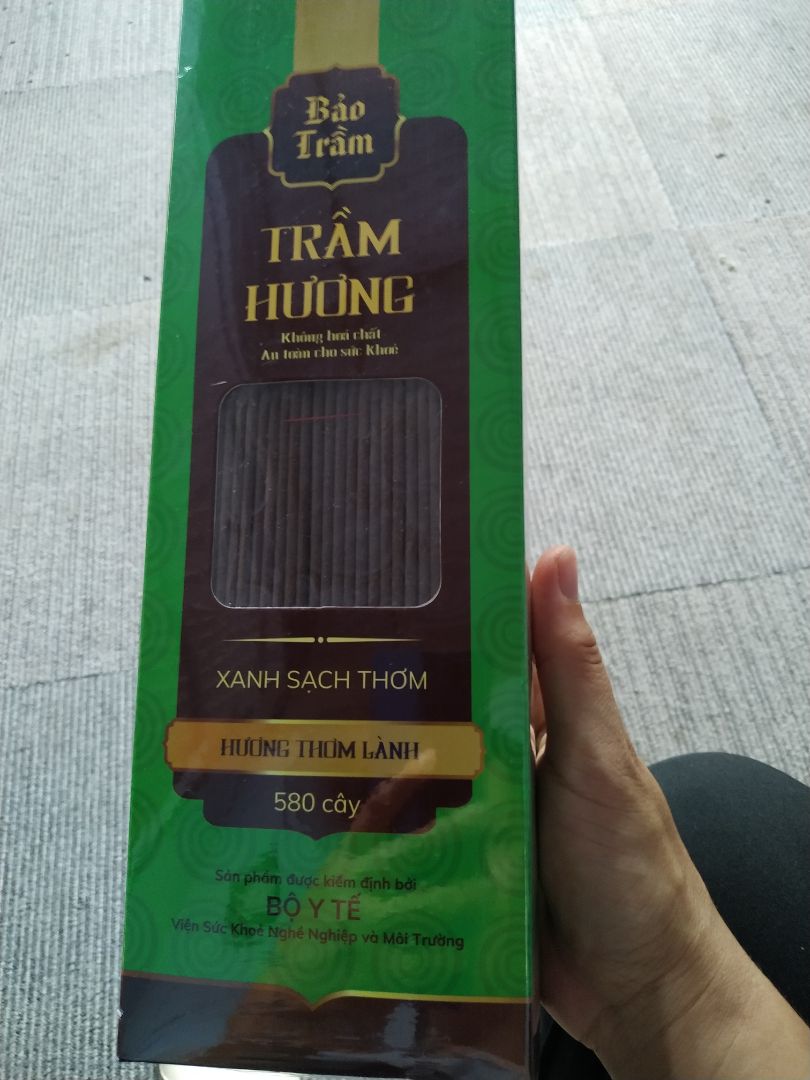 Bảo
Trầm
TRẦM
HƯƠNG
Không hoá chất
An toàn cho sức Khoẻ
XANH SẠCH THƠM
HƯƠNG THƠM LÀNH
580 cây
Sản phẩm được kiểm định bởi
BỘ Y TẾ
Viện Sức Khoẻ Nghề Nghiệp và Môi Trường